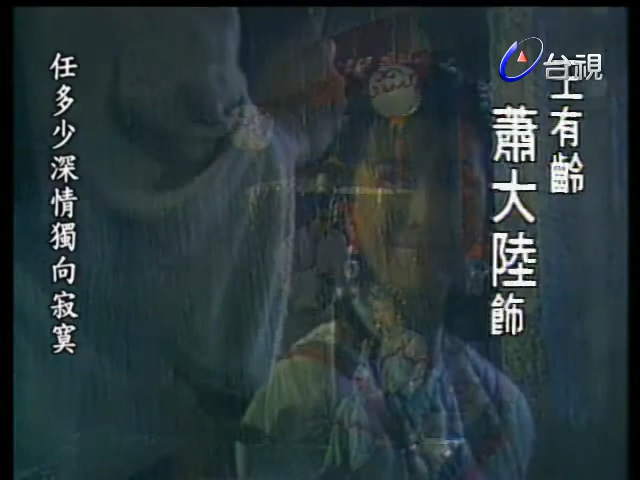 台視
王有齡
蕭大陸 飾
任多少深情獨向寂寞